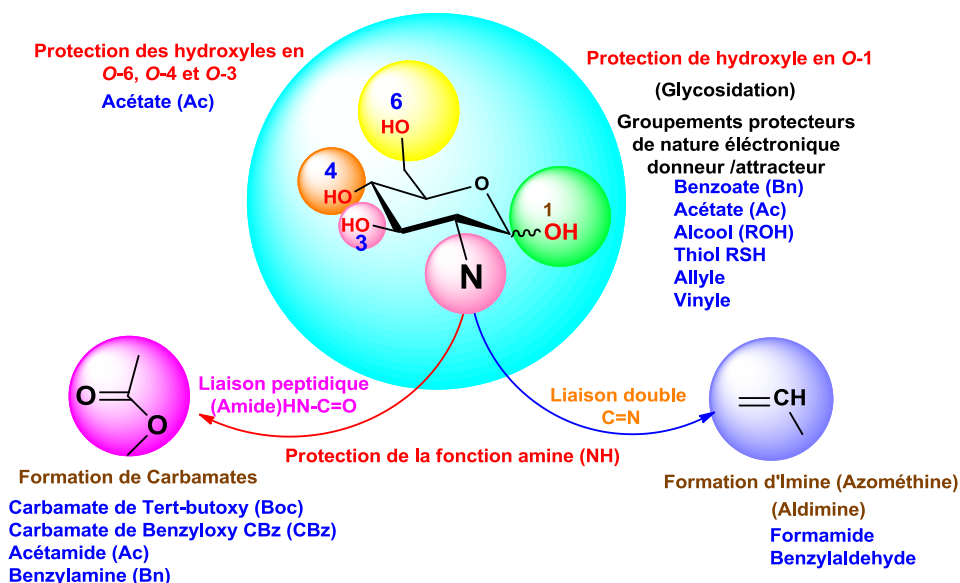 Protection des hydroxyles en
O-6, O-4 et O-3
Acétate (Ac)
Protection de hydroxyle en O-1
(Glycosidation)
Groupements protecteurs
de nature éléctronique
donneur /attracteur
Benzoate (Bn)
Acétate (Ac)
Alcool (ROH)
Thiol RSH
Allyle
Vinyle
6
HO
4
HO
O
HO
3
1
OH
N
Liaison peptidique
(Amide)HN-C=O
Liaison double
C=N
O
O
CH
Protection de la fonction amine (NH)
Formation de Carbamates
Carbamate de Tert-butoxy (Boc)
Carbamate de Benzyloxy CBz (CBz)
Acétamide (Ac)
Benzylamine (Bn)
Formation d'Imine (Azométhine)
(Aldimine)
Formamide
Benzylaldehyde